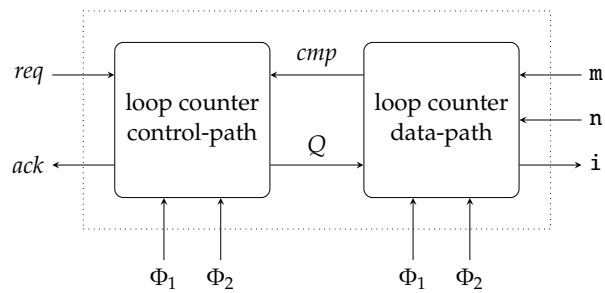 req
ack
loop counter
control-path
cmp
Q
loop counter
data-path
m
n
i
Φ1
Φ2
Φ1
Φ2